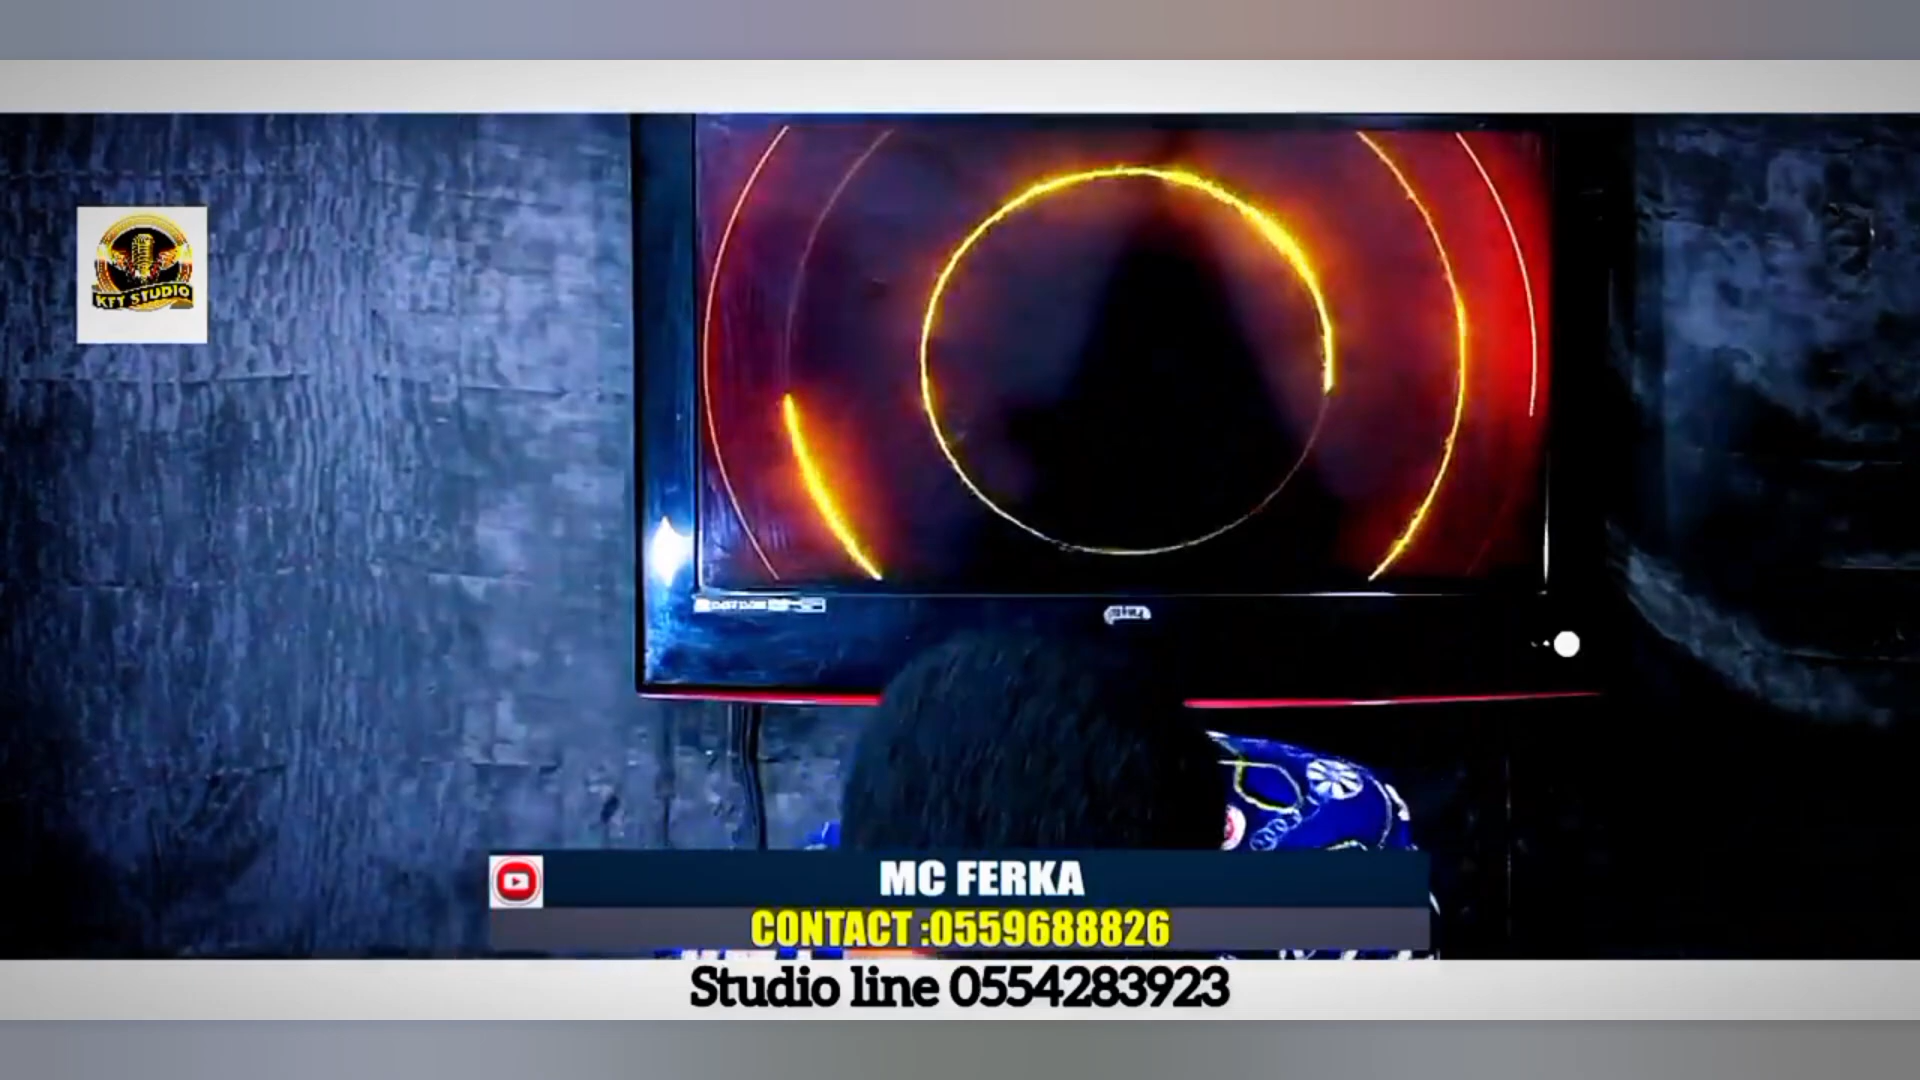 KFT STUDIO
MC FERKA
CONTACT :0559688826
Studio line 0554283923